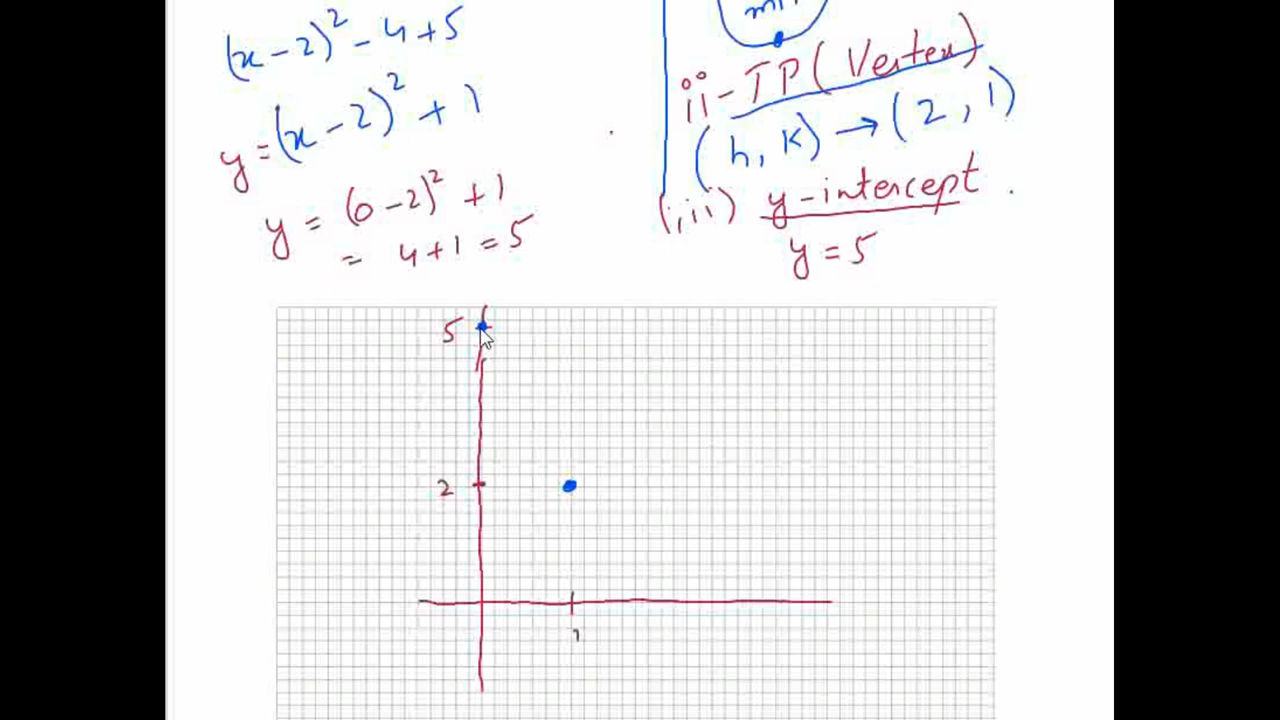 (x-2)² - 4 + 5
y = (x-2)² + 1
y = (0-2)² + 1
= 4+1 = 5
ii - TP (Vertex)
(h, k) → (2, 1)
(iii) y-intercept
y = 5
5
2